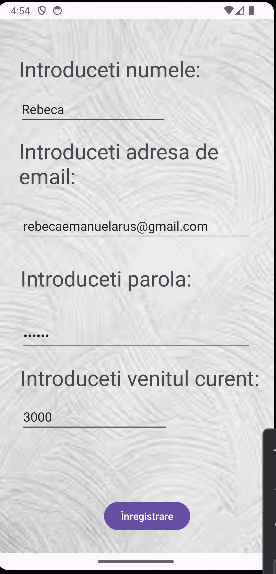 4:54
Introduceti numele:
Rebeca
Introduceti adresa de
email:
rebecaemanuelarus@gmail.com
Introduceti parola:
••••••
Introduceti venitul curent:
3000
Înregistrare